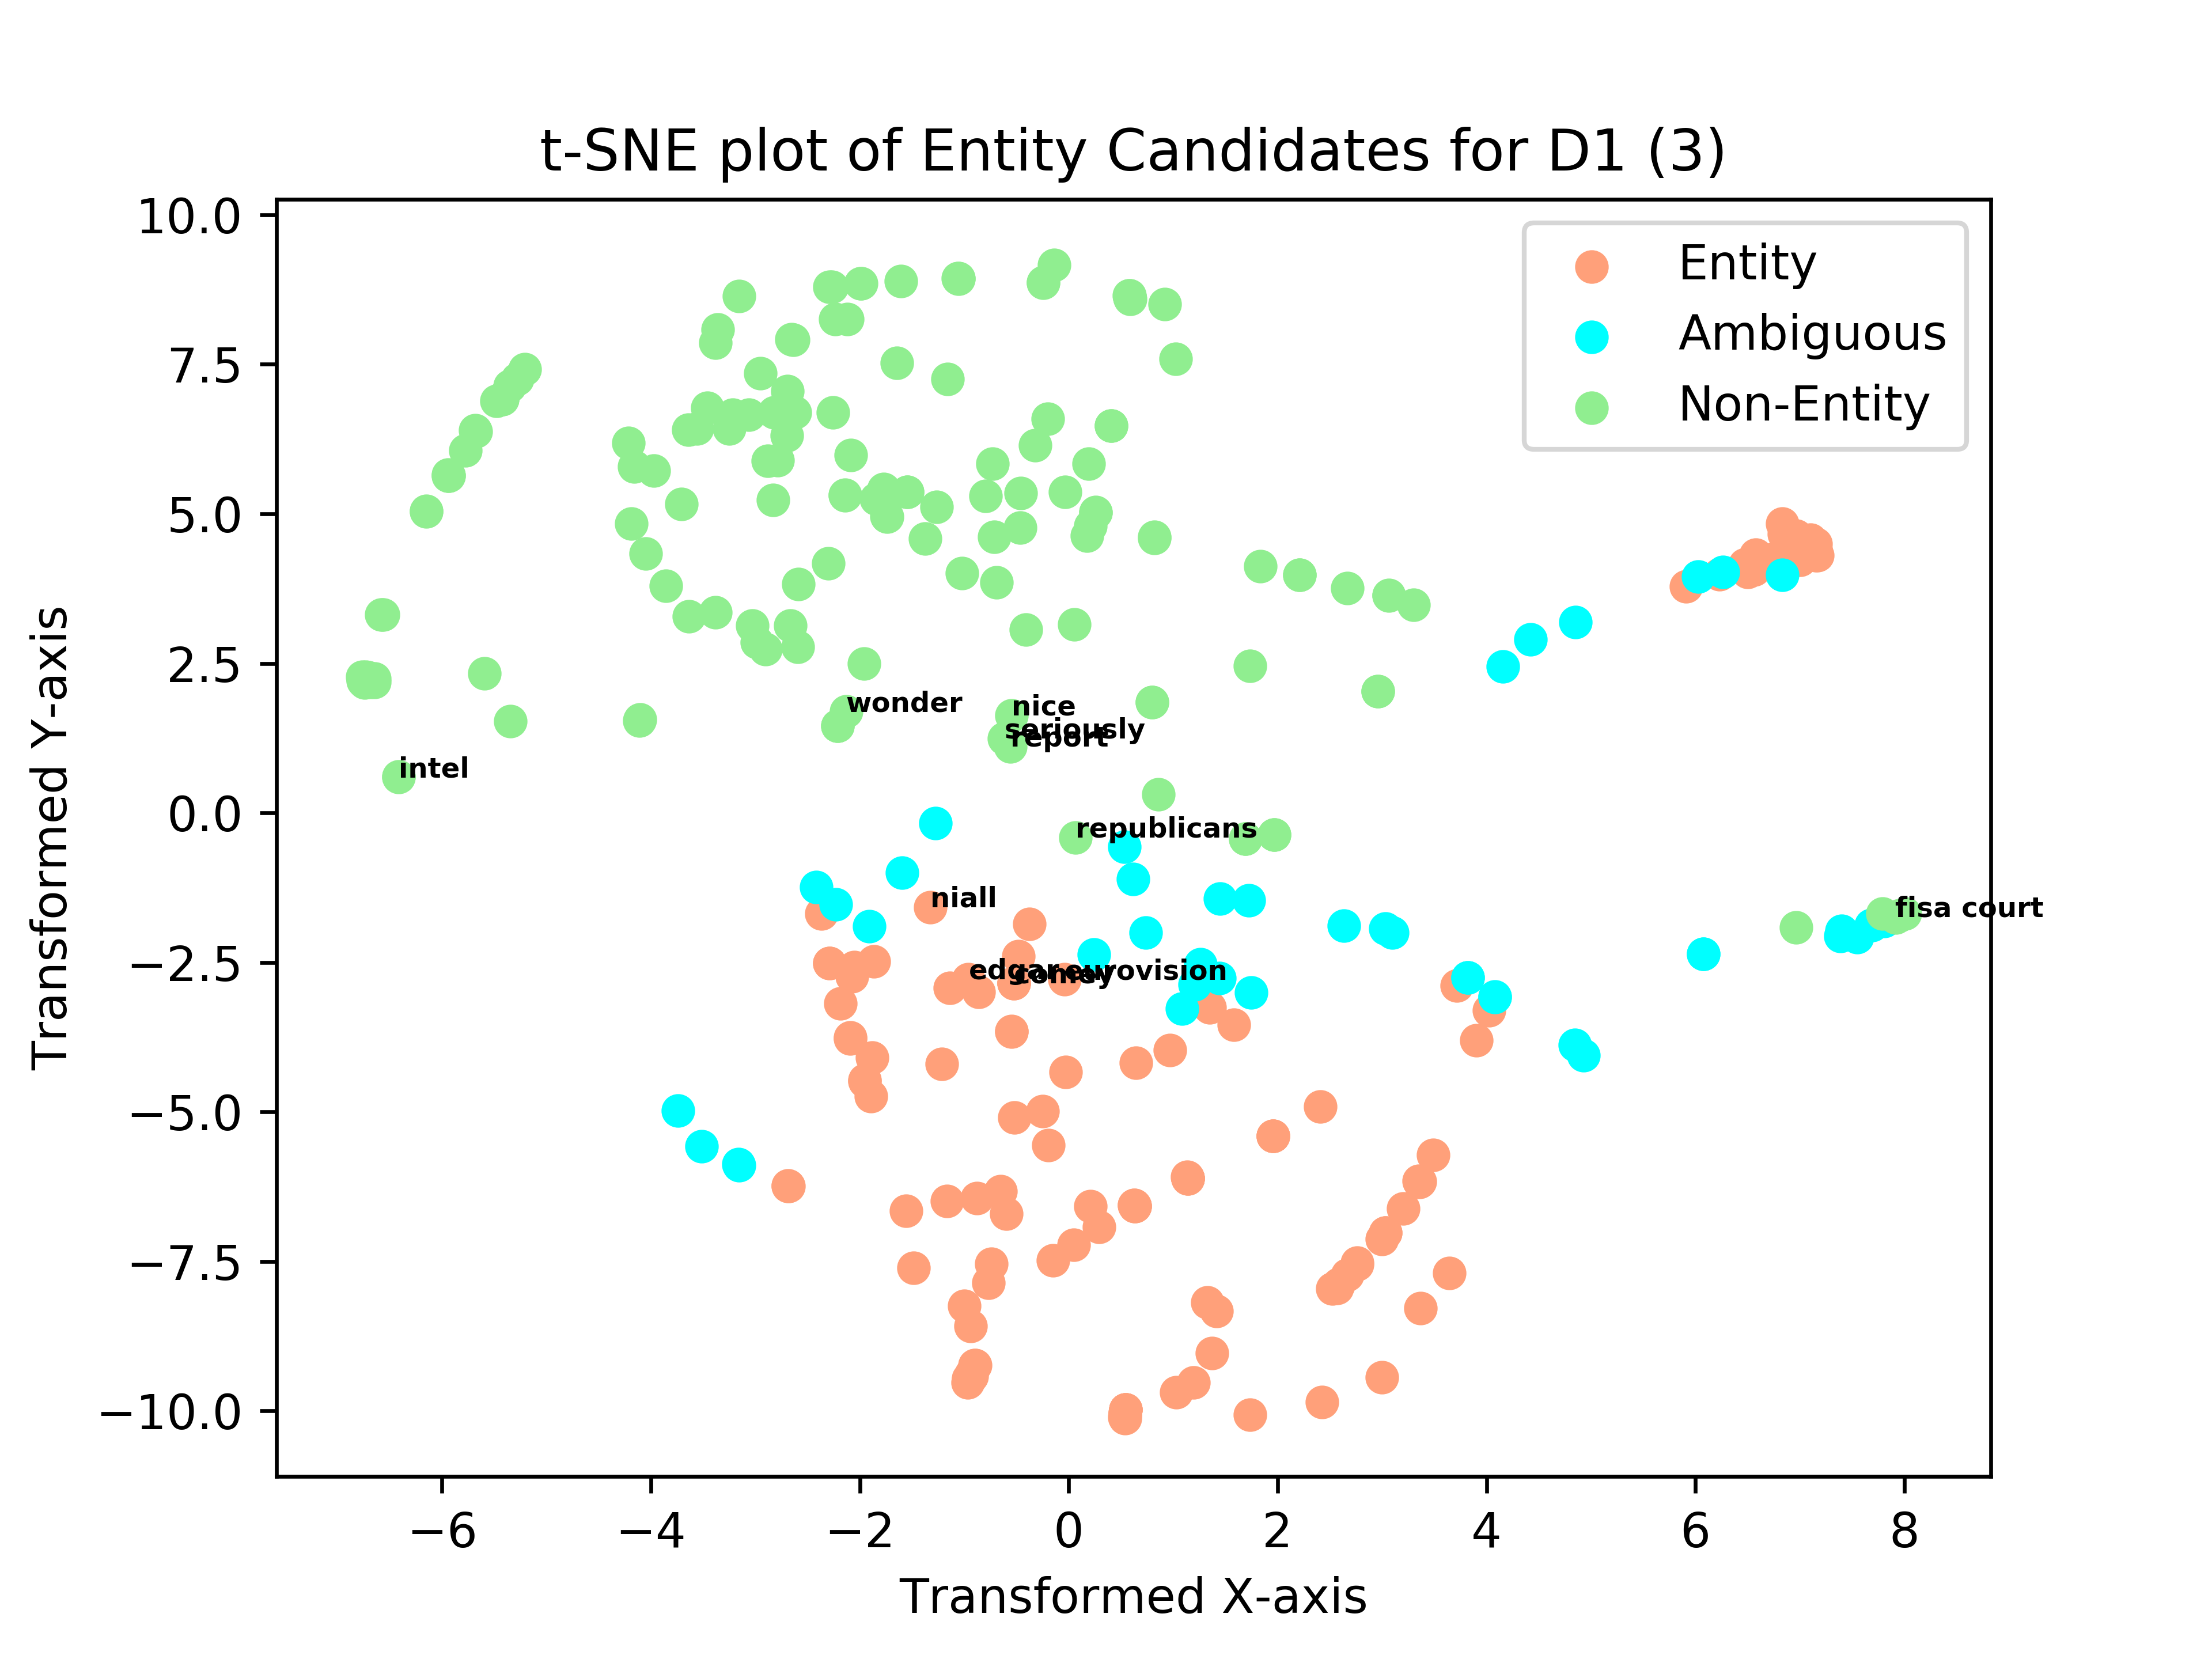 t-SNE plot of Entity Candidates for D1 (3)
Entity
Ambiguous
Non-Entity
10.0
7.5
5.0
2.5
0.0
−2.5
−5.0
−7.5
−10.0
Transformed Y-axis
wonder
nice
seriously
report
intel
republicans
niall
fisa court
edgar
eurovision
comey
−6
−4
−2
0
2
4
6
8
Transformed X-axis